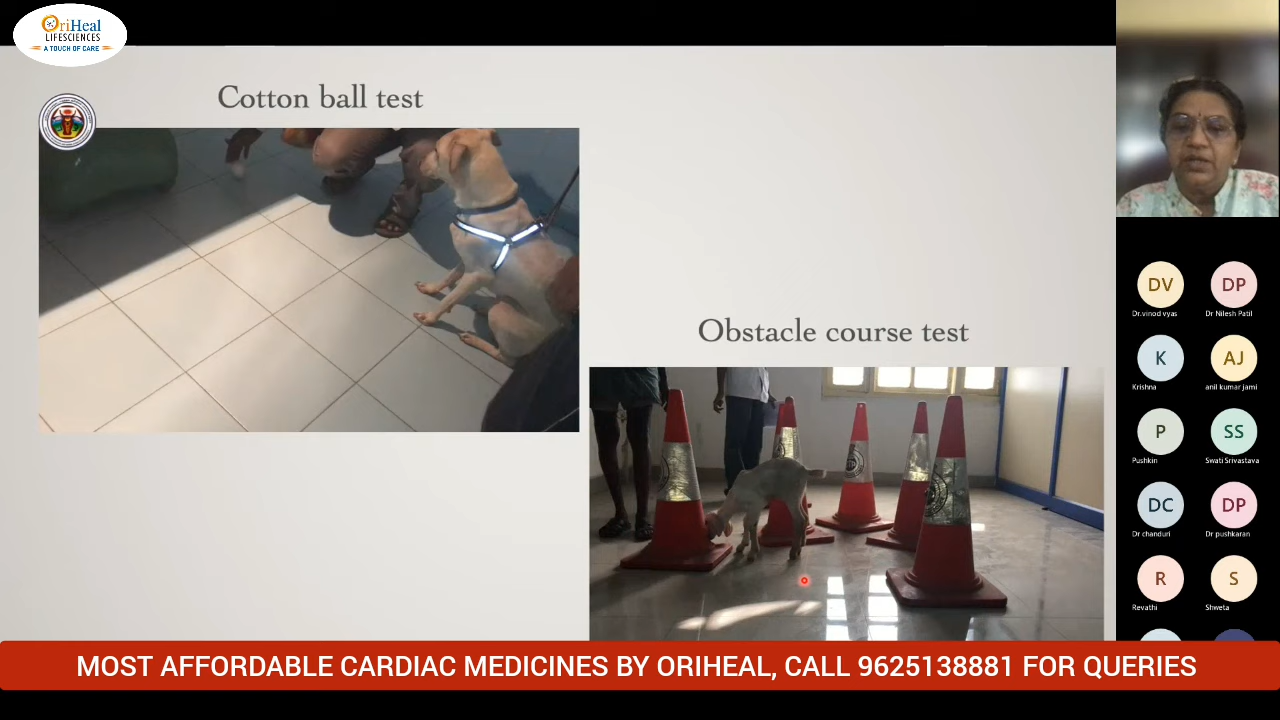 OriHeal
LIFESCIENCES
A TOUCH OF CARE
Cotton ball test
Obstacle course test
DV
DP
Dr.vinod vyas
Dr Nilesh Patil
K
AJ
Krishna
anil kumar jami
P
SS
Pushkin
Swati Srivastava
DC
DP
Dr chanduri
Dr pushkaran
R
S
Revathi
Shweta
MOST AFFORDABLE CARDIAC MEDICINES BY ORIHEAL, CALL 9625138881 FOR QUERIES